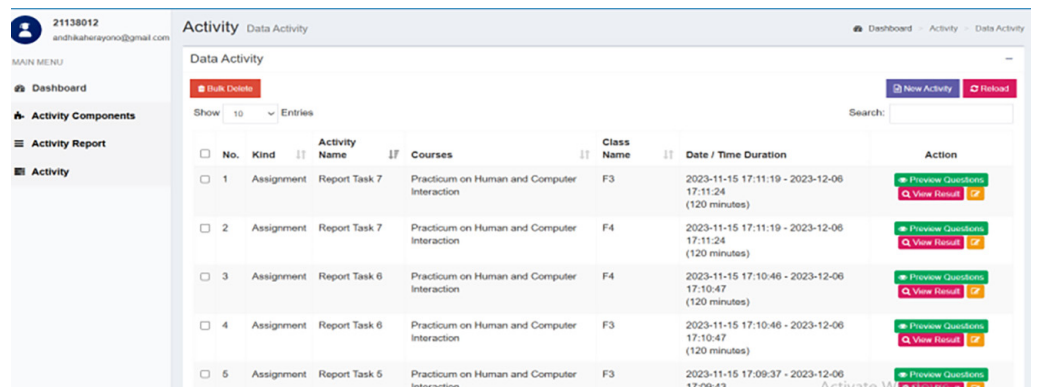 21138012
andhikaherayono@gmail.com
Activity Data Activity
Dashboard - Activity - Data Activity
MAIN MENU
Dashboard
Activity Components
Activity Report
Activity
Data Activity
Bulk Delete
New Activity
Reload
Show 10 Entries
Search:
No. Kind Activity Name Courses Class Name Date / Time Duration Action
1 Assignment Report Task 7 Practicum on Human and Computer F3 2023-11-15 17:11:19 - 2023-12-06 Preview Questions
Interaction 17:11:24 View Result
(120 minutes)
2 Assignment Report Task 7 Practicum on Human and Computer F4 2023-11-15 17:11:19 - 2023-12-06 Preview Questions
Interaction 17:11:24 View Result
(120 minutes)
3 Assignment Report Task 6 Practicum on Human and Computer F4 2023-11-15 17:10:46 - 2023-12-06 Preview Questions
Interaction 17:10:47 View Result
(120 minutes)
4 Assignment Report Task 6 Practicum on Human and Computer F3 2023-11-15 17:10:46 - 2023-12-06 Preview Questions
Interaction 17:10:47 View Result
(120 minutes)
5 Assignment Report Task 5 Practicum on Human and Computer F3 2023-11-15 17:09:37 - 2023-12-06 Preview Questions
Interaction 17:09:43
Activate